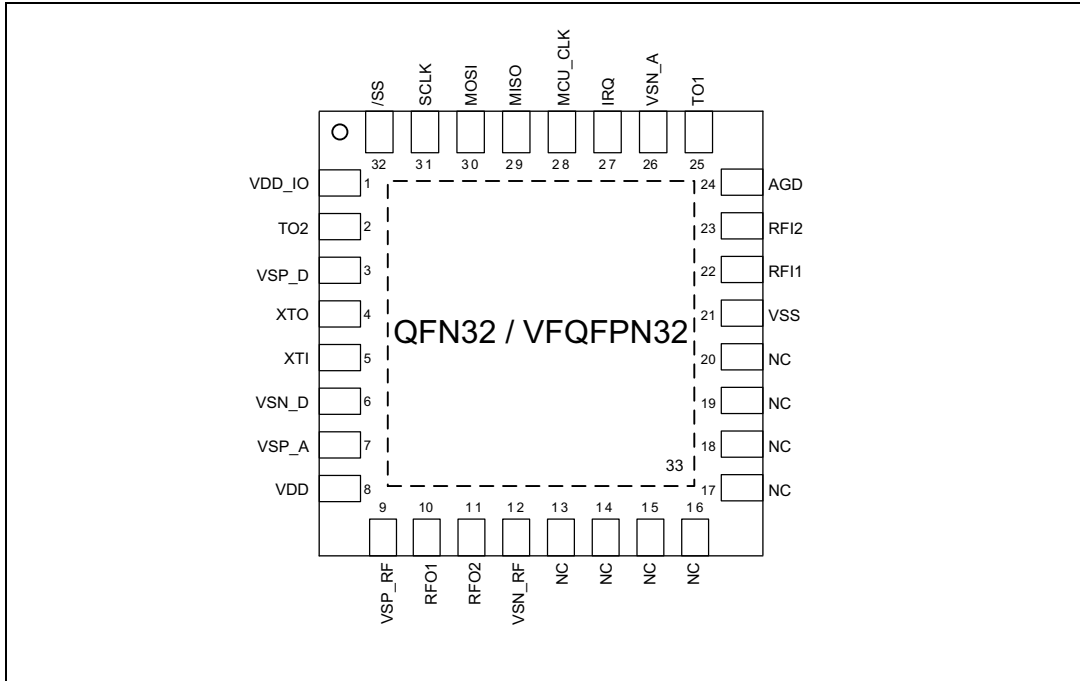 /SS
SCLK
MOSI
MISO
MCU_CLK
IRQ
VSN_A
TO1
32
31
30
29
28
27
26
25
VDD_IO 1
TO2 2
VSP_D 3
XTO 4
XTI 5
VSN_D 6
VSP_A 7
VDD 8
QFN32 / VFQFPN32
24 AGD
23 RFI2
22 RFI1
21 VSS
20 NC
19 NC
18 NC
17 NC
33
9
10
11
12
13
14
15
16
VSP_RF
RFO1
RFO2
VSN_RF
NC
NC
NC
NC